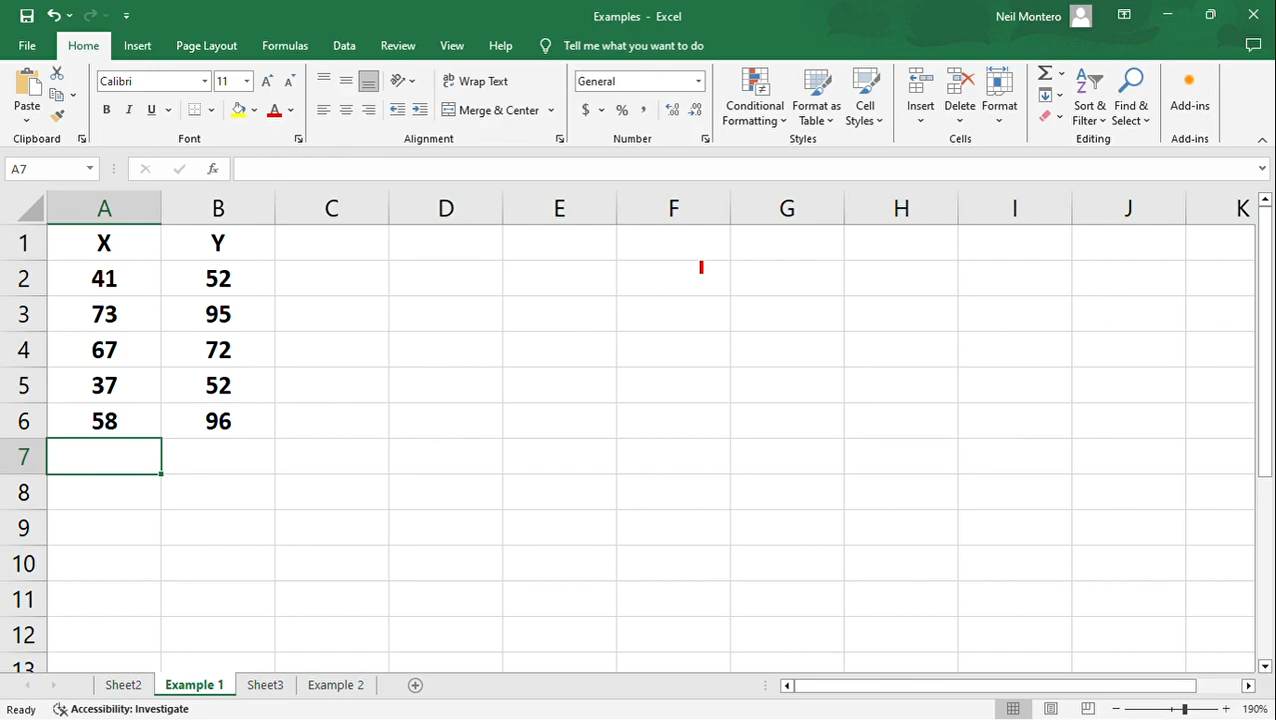 Examples - Excel
Neil Montero
File Home Insert Page Layout Formulas Data Review View Help Tell me what you want to do
Paste
Calibri 11
B I U A
Wrap Text
Merge & Center
General
$ %
Conditional Formatting
Format as Table
Cell Styles
Insert
Delete
Format
Sort & Filter
Find & Select
Add-ins
Clipboard Font Alignment Number Styles Cells Editing Add-ins
A7 fx
A B C D E F G H I J K
1 X Y
2 41 52
3 73 95
4 67 72
5 37 52
6 58 96
7
8
9
10
11
12
13
Sheet2 Example 1 Sheet3 Example 2
Ready Accessibility: Investigate 190%